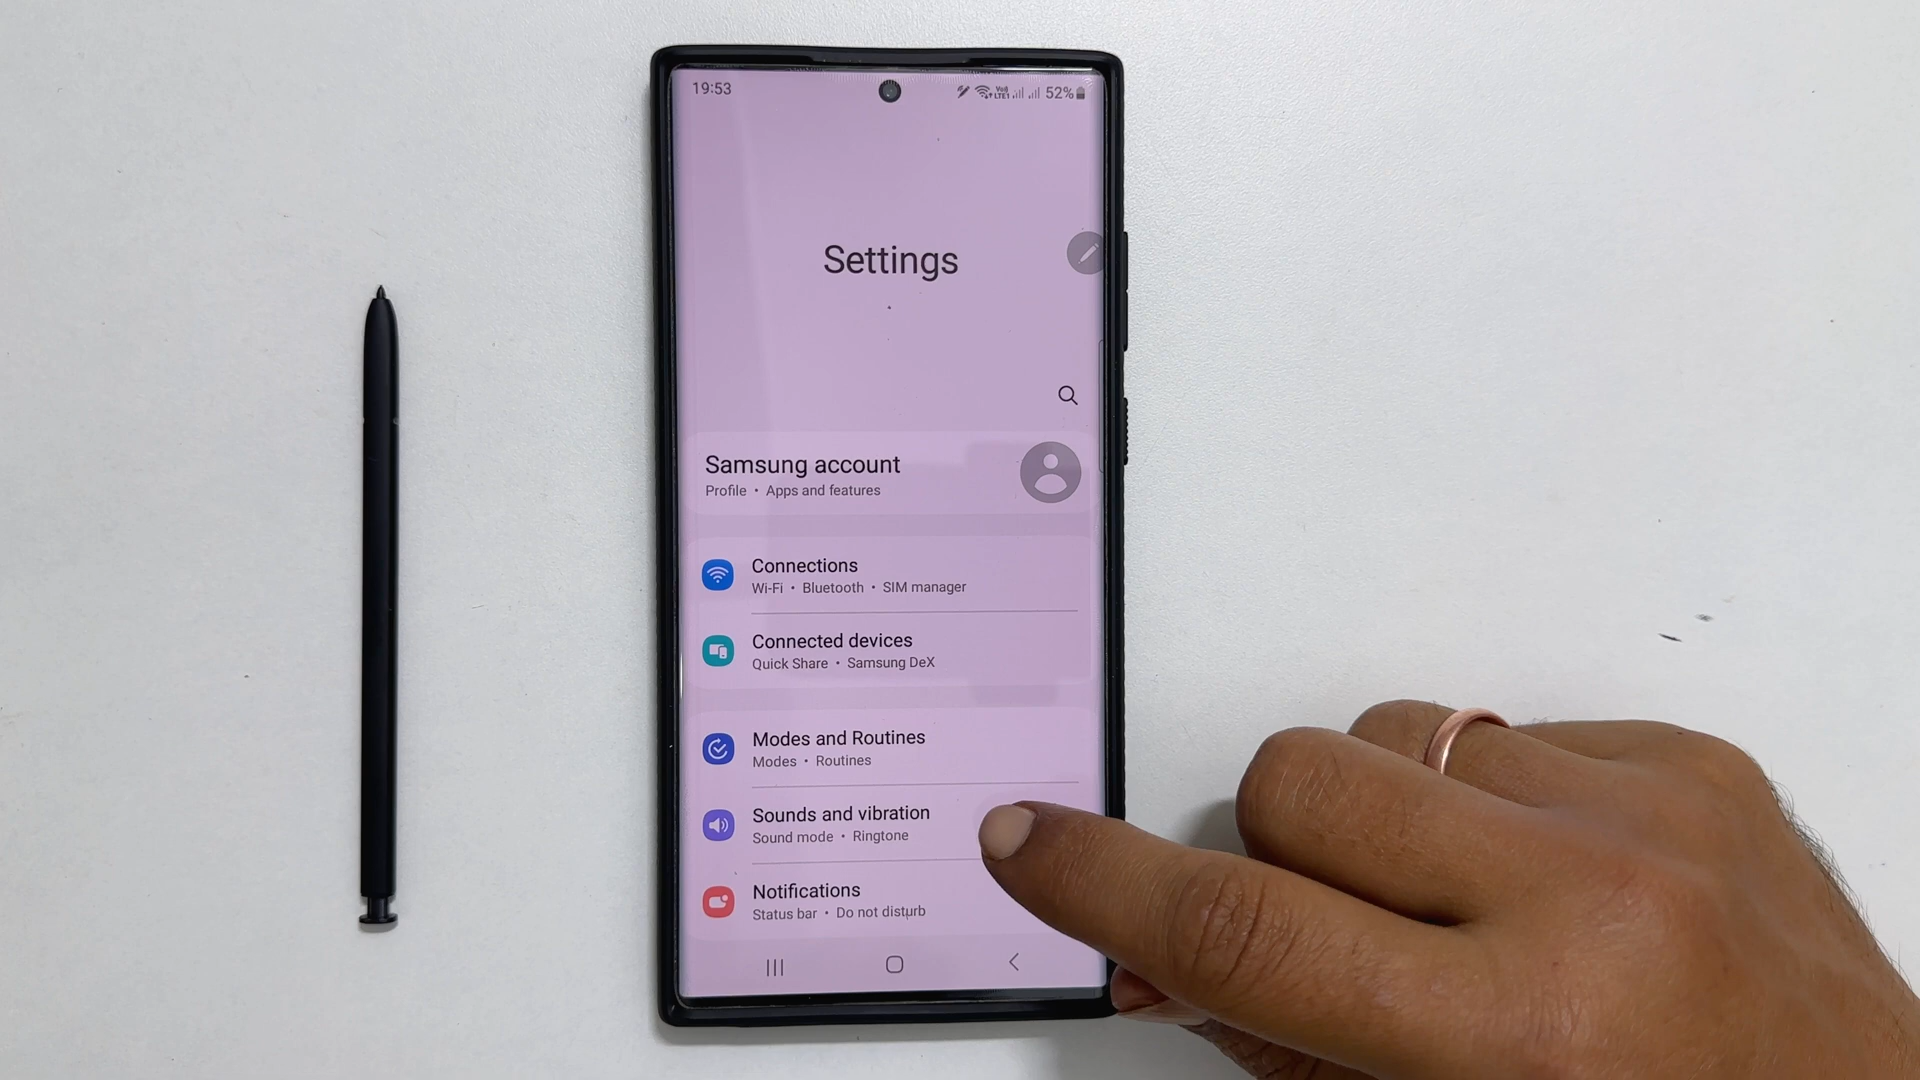 19:53
Vo)) LTE1 52%
Settings
Samsung account
Profile • Apps and features
Connections
Wi-Fi • Bluetooth • SIM manager
Connected devices
Quick Share • Samsung DeX
Modes and Routines
Modes • Routines
Sounds and vibration
Sound mode • Ringtone
Notifications
Status bar • Do not disturb